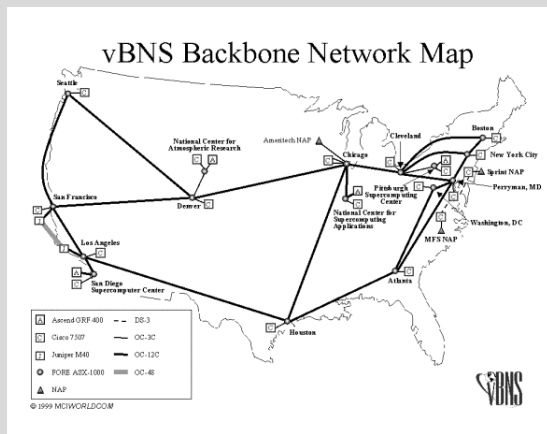 vBNS Backbone Network Map
Seattle
C
National Center for
Atmospheric Research
C
A
Ameritech NAP
C
C
Chicago
Cleveland
Boston
C
New York City
C
Sprint NAP
C
Perryman, MD
C
A
C
Pittsburgh
Supercomputing
Center
C
Washington, DC
C
MFS NAP
A
C
National Center for
Supercomputing
Applications
San Francisco
C
J
Denver
C
J
Los Angeles
C
A
C
San Diego
Supercomputer Center
Atlanta
C
C
Houston
A Ascend GRF 400
DS-3
C Cisco 7507
OC-3C
J Juniper M40
OC-12C
FORE ASX-1000
OC-48
NAP
© 1999 MCIWORLDCOM
vBNS